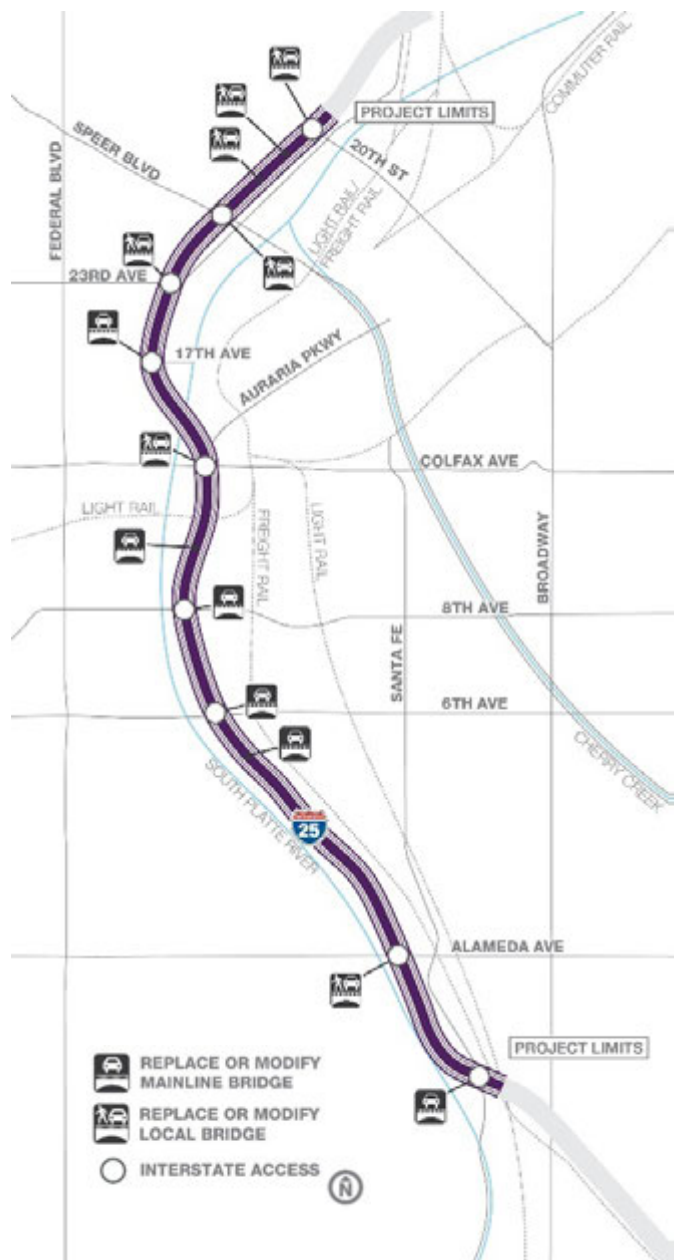 COMMUTER RAIL
PROJECT LIMITS
SPEER BLVD
20TH ST
FEDERAL BLVD
LIGHT RAIL/
FREIGHT RAIL
23RD AVE
17TH AVE
AURARIA PKWY
COLFAX AVE
LIGHT RAIL
FREIGHT RAIL
LIGHT RAIL
BROADWAY
8TH AVE
SANTA FE
6TH AVE
CHERRY CREEK
SOUTH PLATTE RIVER
25
ALAMEDA AVE
PROJECT LIMITS
REPLACE OR MODIFY
MAINLINE BRIDGE
REPLACE OR MODIFY
LOCAL BRIDGE
INTERSTATE ACCESS
N